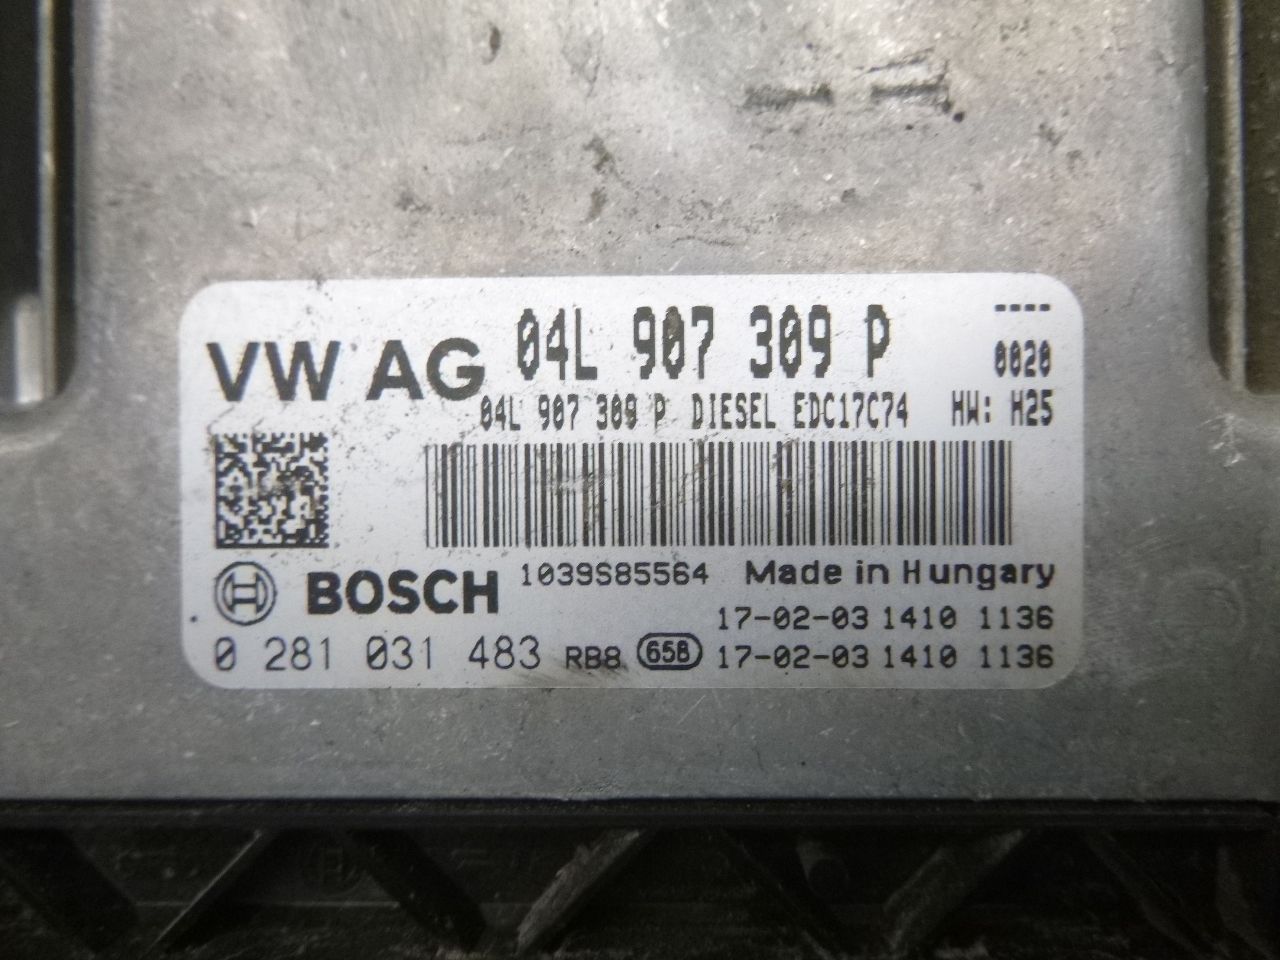 VW AG 04L 907 309 P ----
0020
04L 907 309 P DIESEL EDC17C74 HW: H25
BOSCH 1039S85564 Made in Hungary
17-02-03 1410 1136
0 281 031 483 RB8 65B 17-02-03 1410 1136